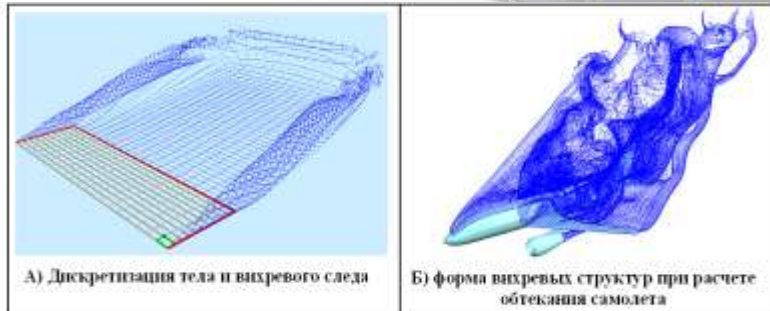 А) Дискретизация тела и вихревого следа
Б) форма вихревых структур при расчете
обтекания самолета